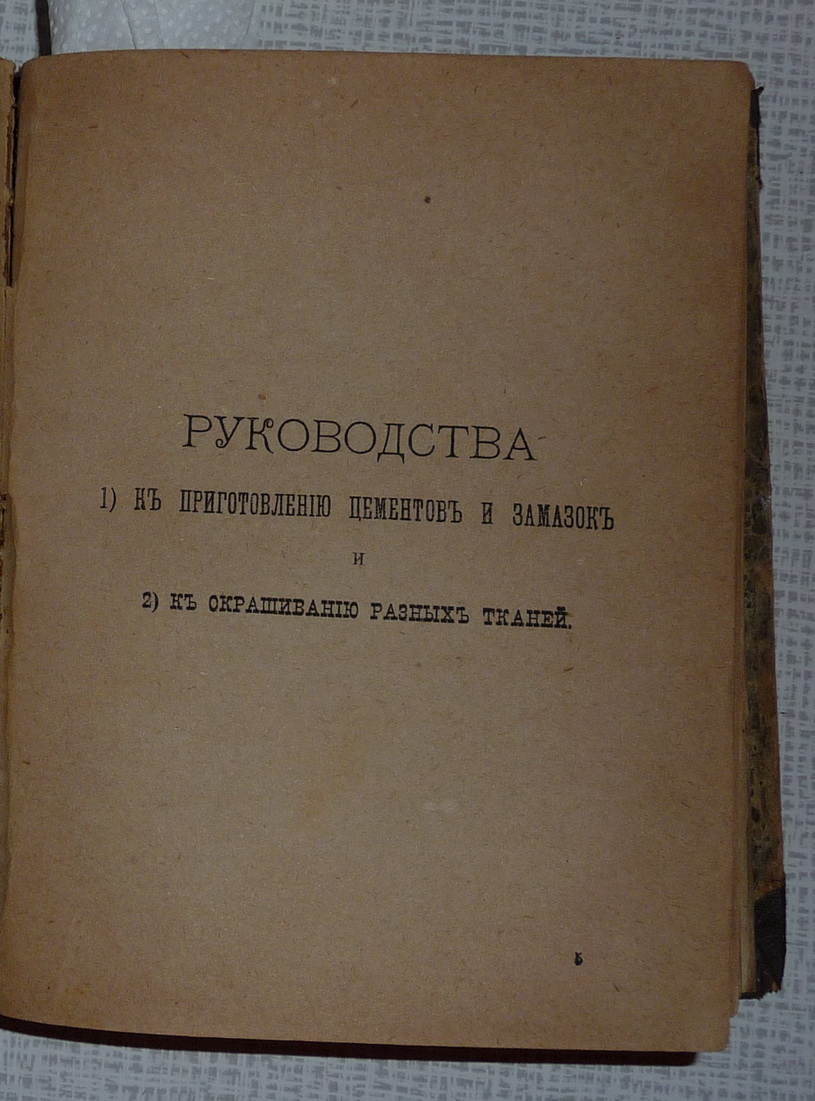 РУКОВОДСТВА
1) КЪ ПРИГОТОВЛЕНІЮ ЦЕМЕНТОВЪ И ЗАМАЗОКЪ
И
2) КЪ ОКРАШИВАНІЮ РАЗНЫХЪ ТКАНЕЙ.